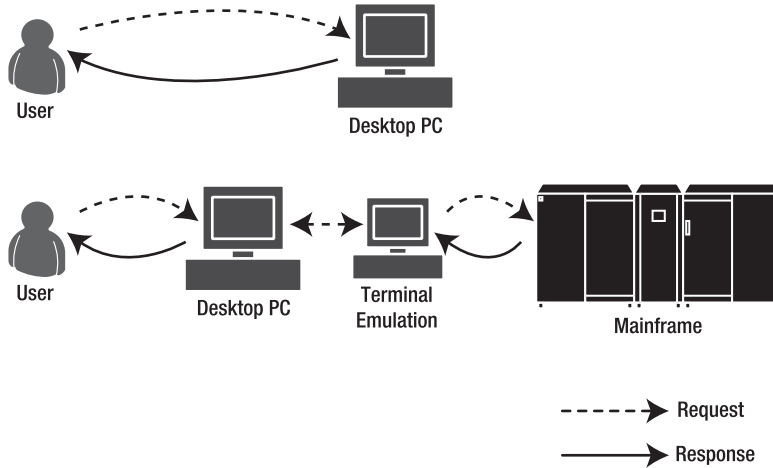 User
Desktop PC
User
Desktop PC
Terminal
Emulation
Mainframe
Request
Response